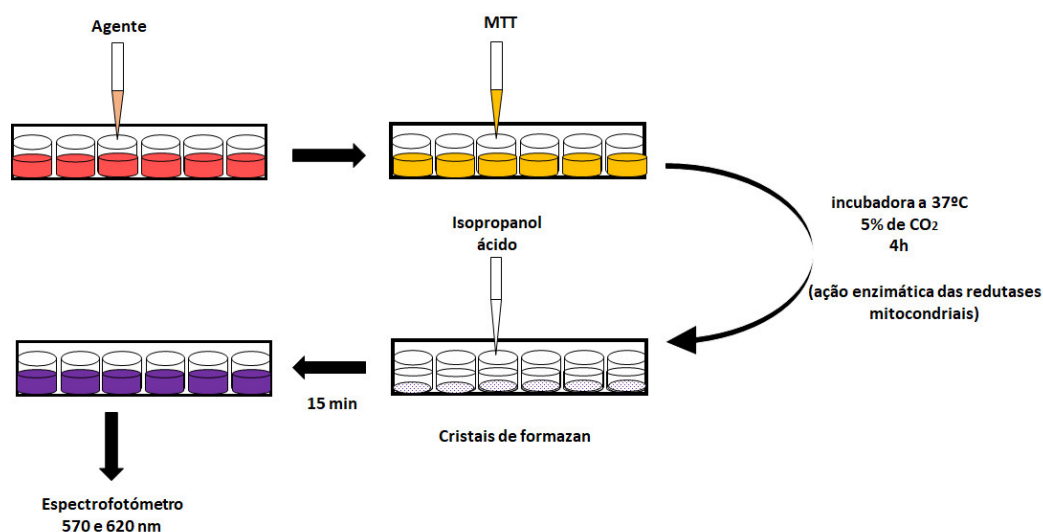 Agente
MTT
incubadora a 37ºC
5% de CO₂
4h
(ação enzimática das redutases
mitocondriais)
Isopropanol
ácido
Cristais de formazan
15 min
Espectrofotómetro
570 e 620 nm